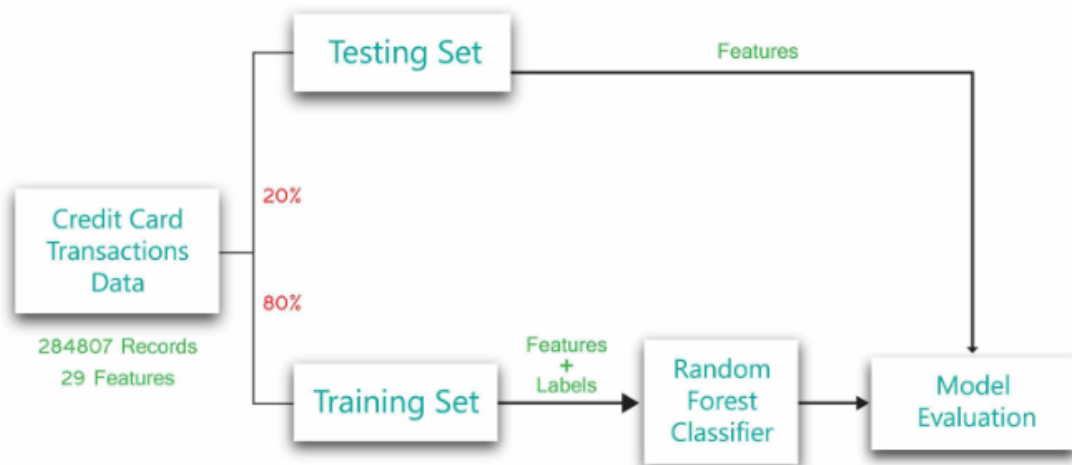 Testing Set
Features
20%
Credit Card
Transactions
Data
80%
284807 Records
29 Features
Features
+
Labels
Training Set
Random
Forest
Classifier
Model
Evaluation